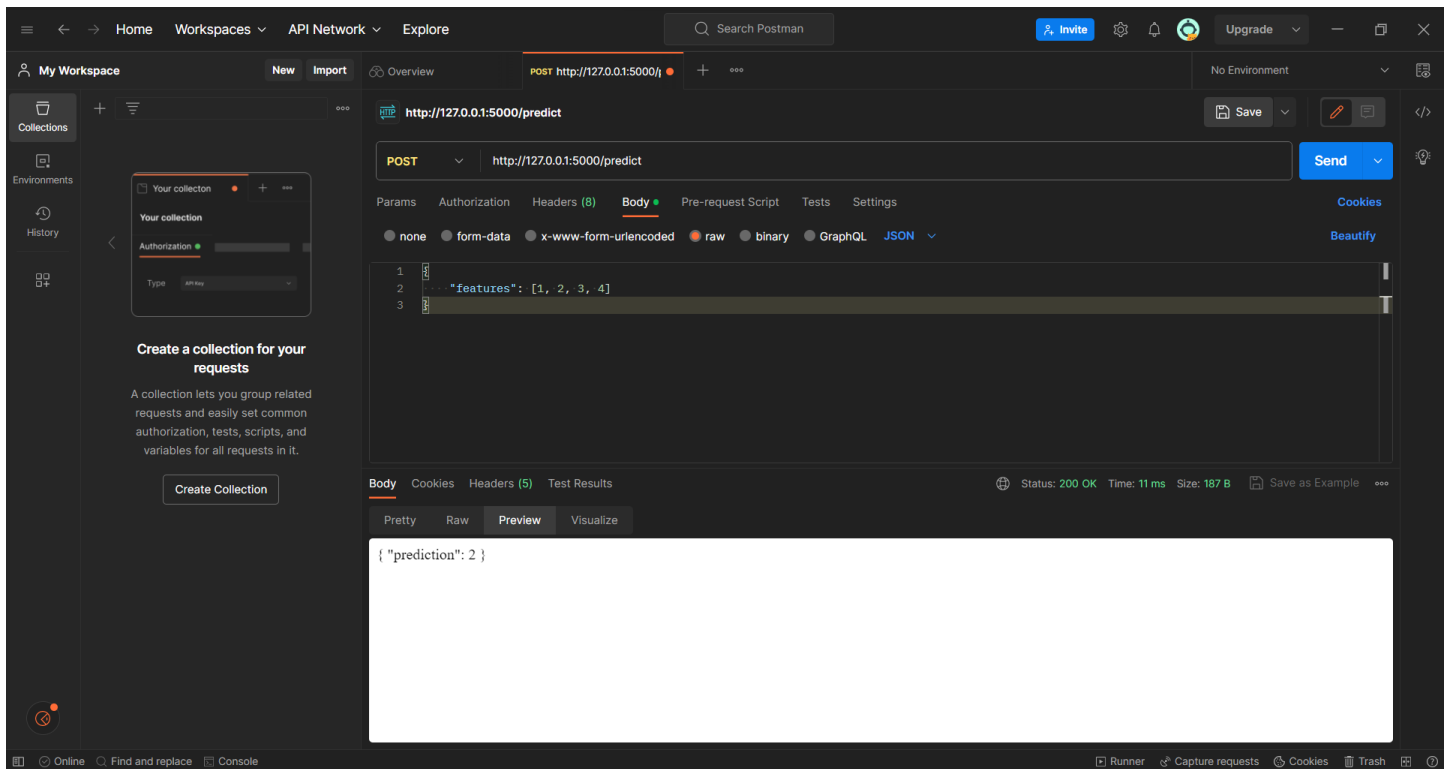 Home Workspaces API Network Explore Search Postman Invite Upgrade
My Workspace New Import Overview POST http://127.0.0.1:5000/p No Environment
Collections
Environments
History
Your collecton
Your collection
Authorization
Type API Key
Create a collection for your
requests
A collection lets you group related
requests and easily set common
authorization, tests, scripts, and
variables for all requests in it.
Create Collection
HTTP http://127.0.0.1:5000/predict Save
POST http://127.0.0.1:5000/predict Send
Params Authorization Headers (8) Body Pre-request Script Tests Settings Cookies
none form-data x-www-form-urlencoded raw binary GraphQL JSON Beautify
1 {
2 "features": [1, 2, 3, 4]
3 }
Body Cookies Headers (5) Test Results Status: 200 OK Time: 11 ms Size: 187 B Save as Example
Pretty Raw Preview Visualize
{ "prediction": 2 }
Online Find and replace Console Runner Capture requests Cookies Trash